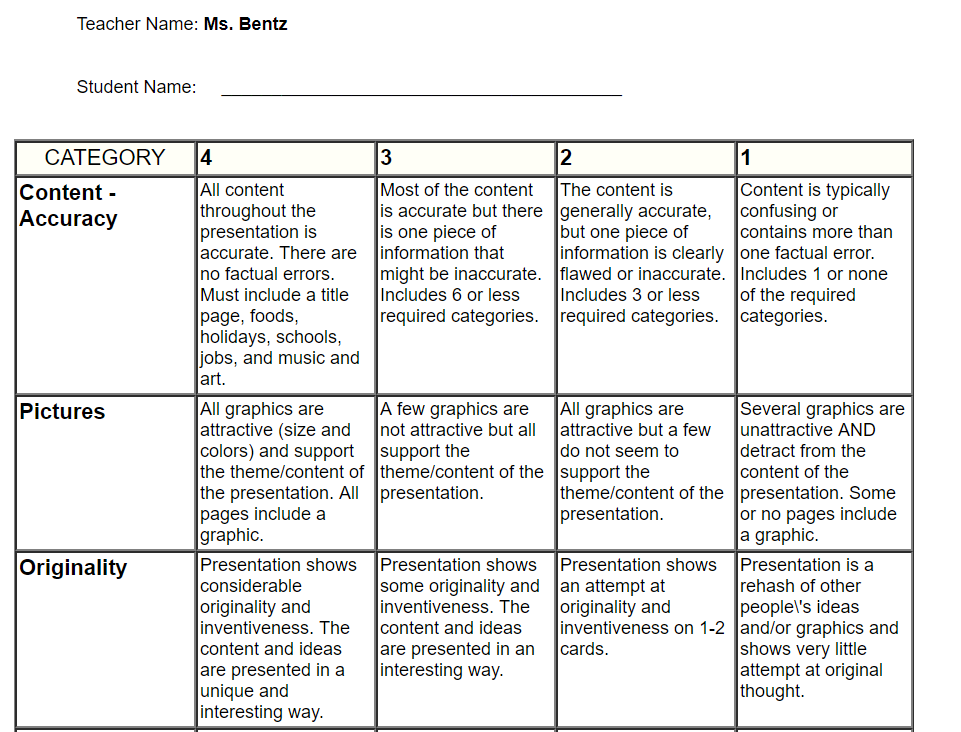 Teacher Name: Ms. Bentz
Student Name: ________________________________________
CATEGORY 4 3 2 1
Content -
Accuracy
All content
throughout the
presentation is
accurate. There are
no factual errors.
Must include a title
page, foods,
holidays, schools,
jobs, and music and
art.
Most of the content
is accurate but there
is one piece of
information that
might be inaccurate.
Includes 6 or less
required categories.
The content is
generally accurate,
but one piece of
information is clearly
flawed or inaccurate.
Includes 3 or less
required categories.
Content is typically
confusing or
contains more than
one factual error.
Includes 1 or none
of the required
categories.
Pictures
All graphics are
attractive (size and
colors) and support
the theme/content of
the presentation. All
pages include a
graphic.
A few graphics are
not attractive but all
support the
theme/content of the
presentation.
All graphics are
attractive but a few
do not seem to
support the
theme/content of the
presentation.
Several graphics are
unattractive AND
detract from the
content of the
presentation. Some
or no pages include
a graphic.
Originality
Presentation shows
considerable
originality and
inventiveness. The
content and ideas
are presented in a
unique and
interesting way.
Presentation shows
some originality and
inventiveness. The
content and ideas
are presented in an
interesting way.
Presentation shows
an attempt at
originality and
inventiveness on 1-2
cards.
Presentation is a
rehash of other
people\'s ideas
and/or graphics and
shows very little
attempt at original
thought.